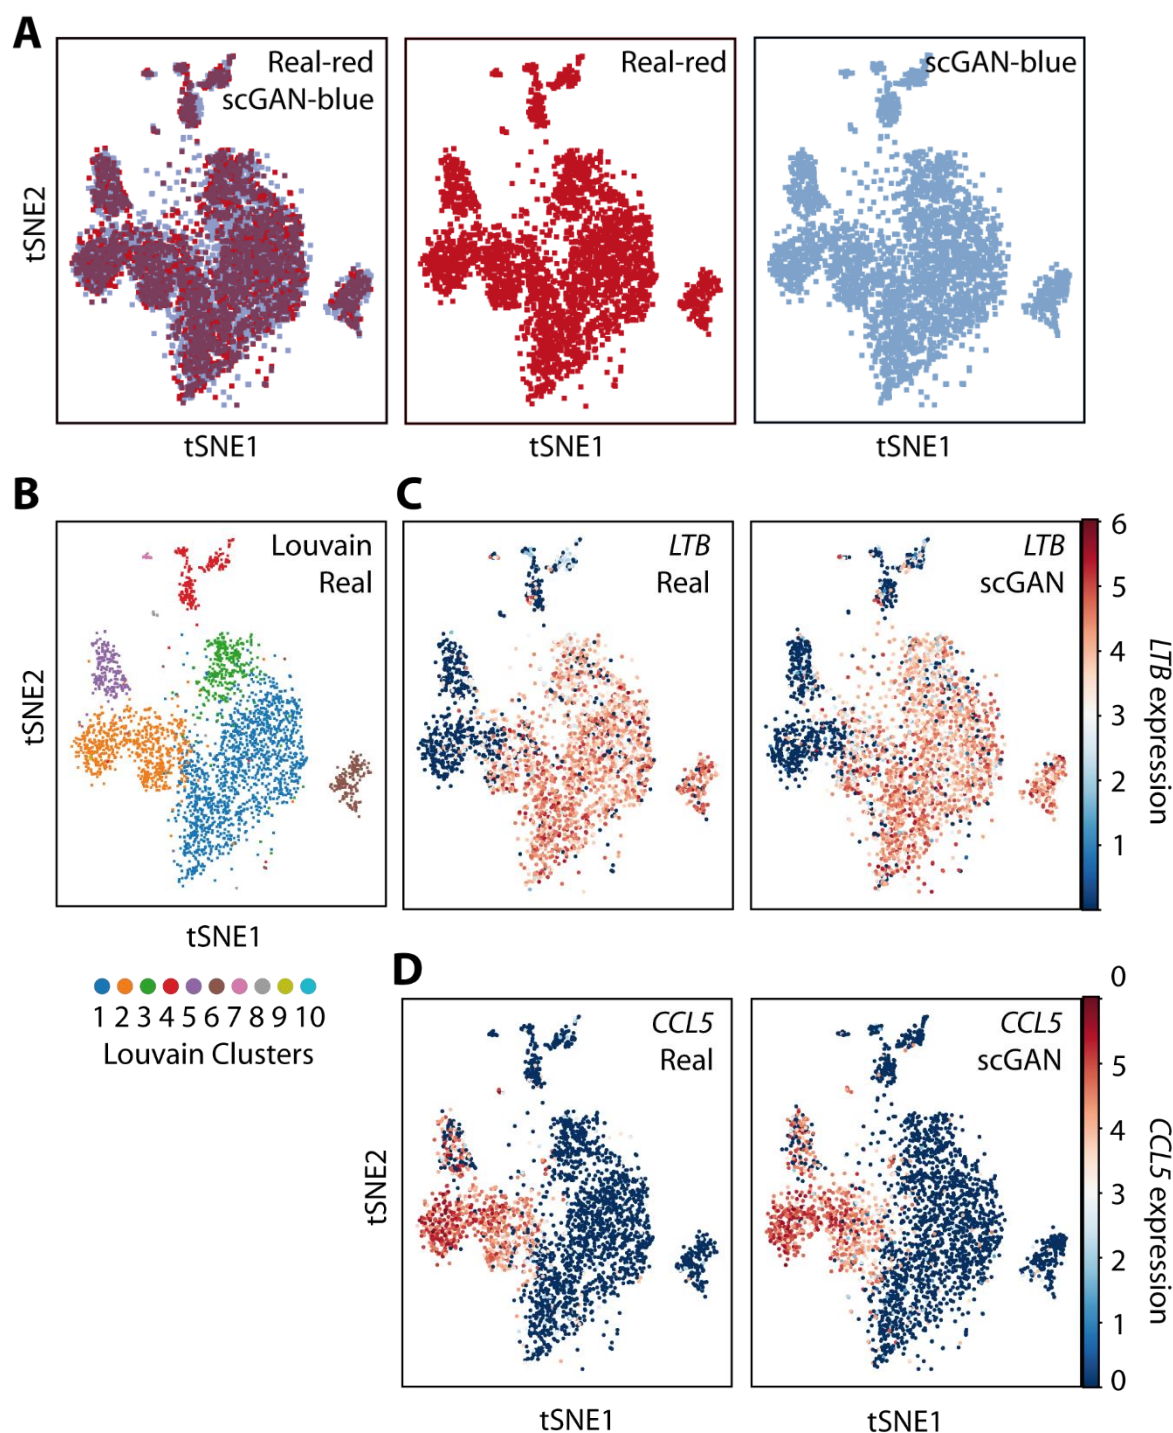 A
Real-red
scGAN-blue
Real-red
scGAN-blue
tSNE2
tSNE1
tSNE1
tSNE1
B
Louvain
Real
tSNE2
tSNE1
1 2 3 4 5 6 7 8 9 10
Louvain Clusters
C
LTB
Real
LTB
scGAN
6
5
4
3
2
1
0
LTB expression
D
CCL5
Real
CCL5
scGAN
5
4
3
2
1
0
CCL5 expression
tSNE2
tSNE1
tSNE1